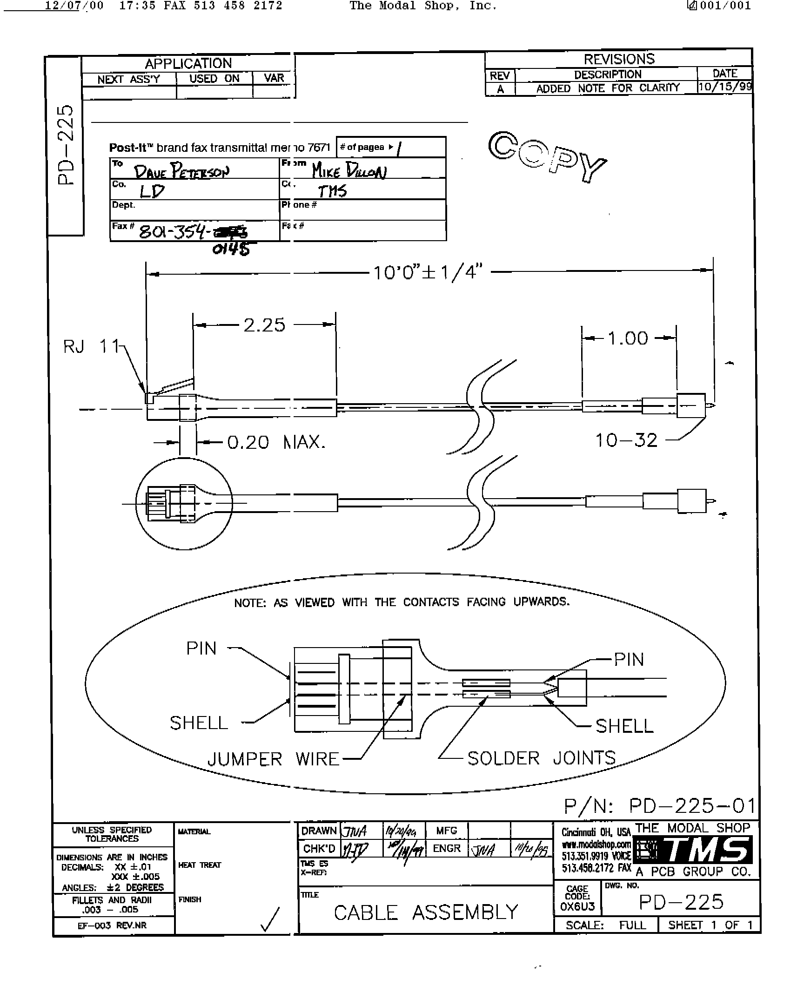 12/07/00 17:35 FAX 513 458 2172 The Modal Shop, Inc. 001/001
APPLICATION
NEXT ASS'Y USED ON VAR
REVISIONS
REV DESCRIPTION DATE
A ADDED NOTE FOR CLARITY 10/15/99
PD-225
COPY
Post-It™ brand fax transmittal memo 7671 # of pages ▸ 1
To DAVE PETERSON From MIKE DILLON
Co. LD Co. TMS
Dept. Phone #
Fax # 801-354- Fax #
0145
10'0"± 1/4"
2.25
1.00
RJ 11
0.20 MAX.
10-32
NOTE: AS VIEWED WITH THE CONTACTS FACING UPWARDS.
PIN
PIN
SHELL
SHELL
JUMPER WIRE
SOLDER JOINTS
P/N: PD-225-01
UNLESS SPECIFIED
TOLERANCES
DIMENSIONS ARE IN INCHES
DECIMALS: XX ±.01
XXX ±.005
ANGLES: ±2 DEGREES
FILLETS AND RADII
.003 - .005
EF-003 REV.NR
MATERIAL
HEAT TREAT
FINISH
DRAWN JNA MFG
CHK'D ENGR JNA
TMS ES
X-REF:
TITLE
CABLE ASSEMBLY
Cincinnati OH, USA
www.modalshop.com
513.351.9919 VOICE
513.458.2172 FAX
THE MODAL SHOP
TMS
A PCB GROUP CO.
CAGE
CODE:
0X6U3
DWG. NO.
PD-225
SCALE: FULL
SHEET 1 OF 1